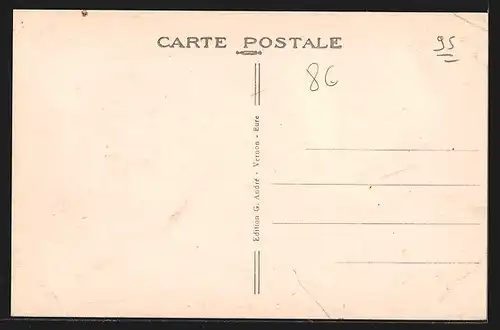 CARTE POSTALE
95
86
Edition G. André - Vernon - Eure